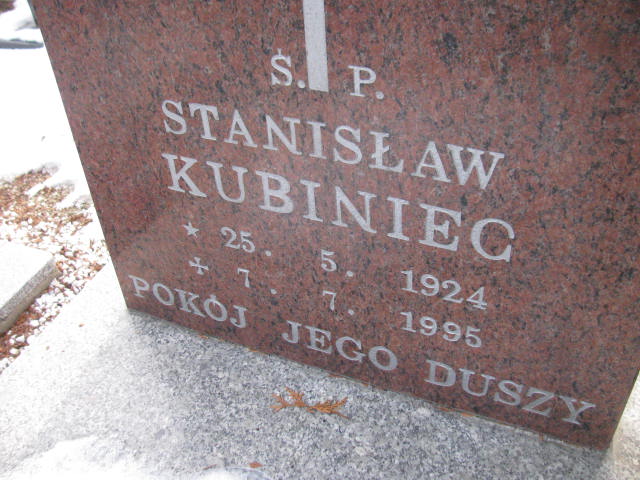 Ś. P.
STANISŁAW
KUBINIEC
* 25. 5. 1924
+ 7. 7. 1995
POKÓJ JEGO DUSZY